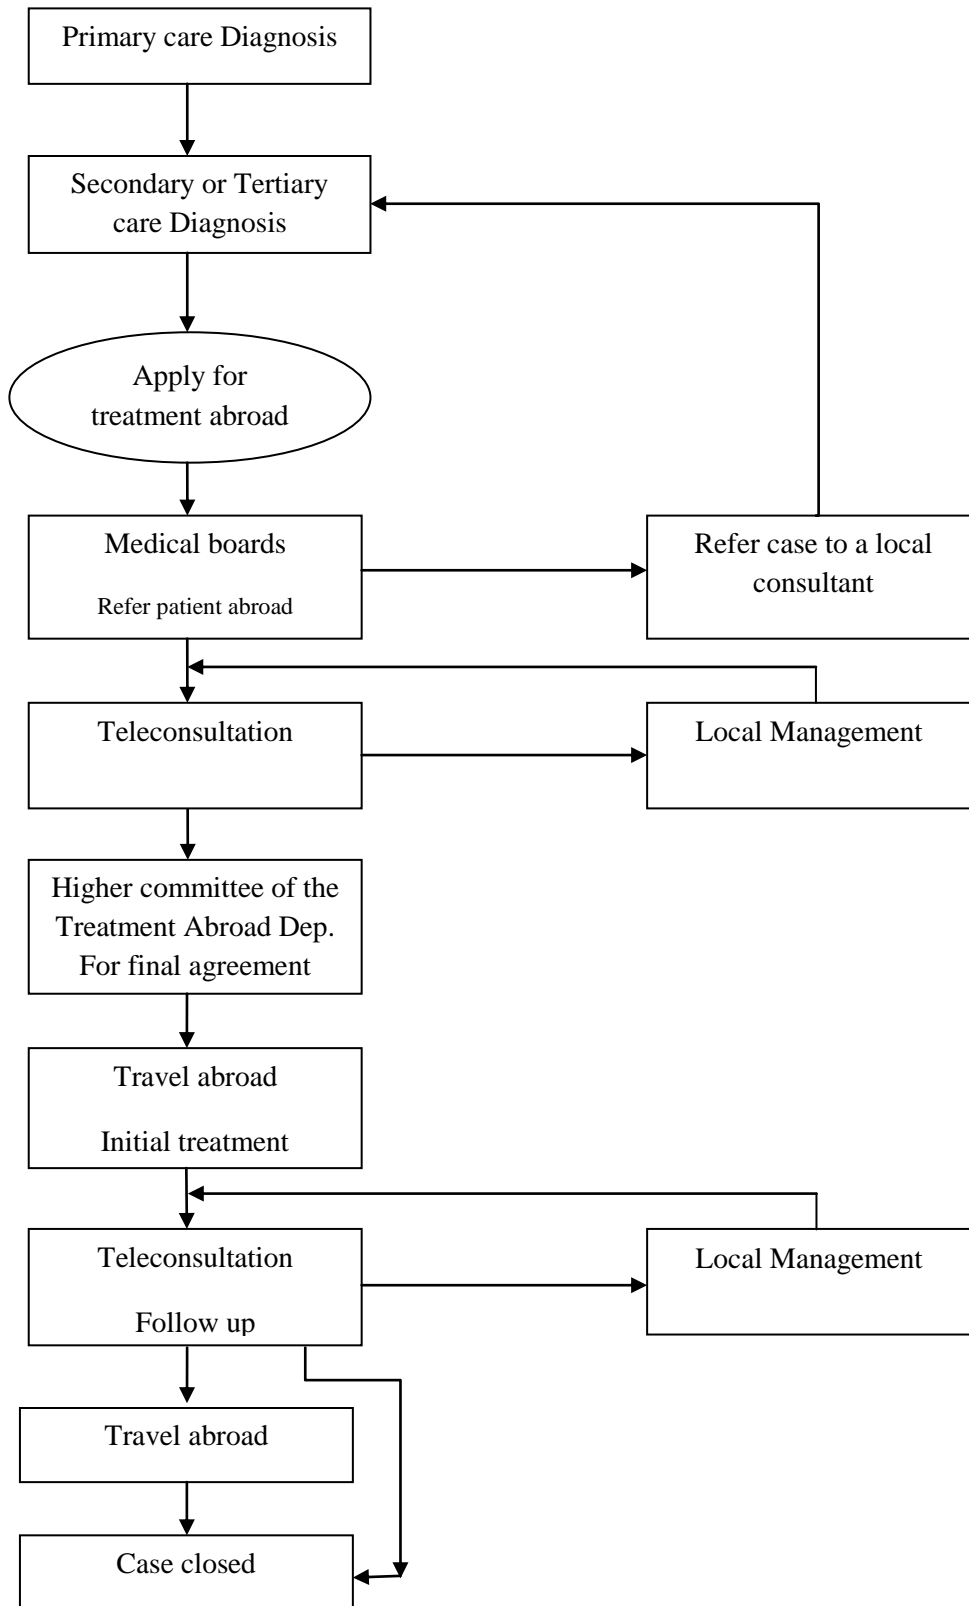 Primary care Diagnosis
Secondary or Tertiary
care Diagnosis
Apply for
treatment abroad
Medical boards
Refer patient abroad
Refer case to a local
consultant
Teleconsultation
Local Management
Higher committee of the
Treatment Abroad Dep.
For final agreement
Travel abroad
Initial treatment
Teleconsultation
Follow up
Local Management
Travel abroad
Case closed